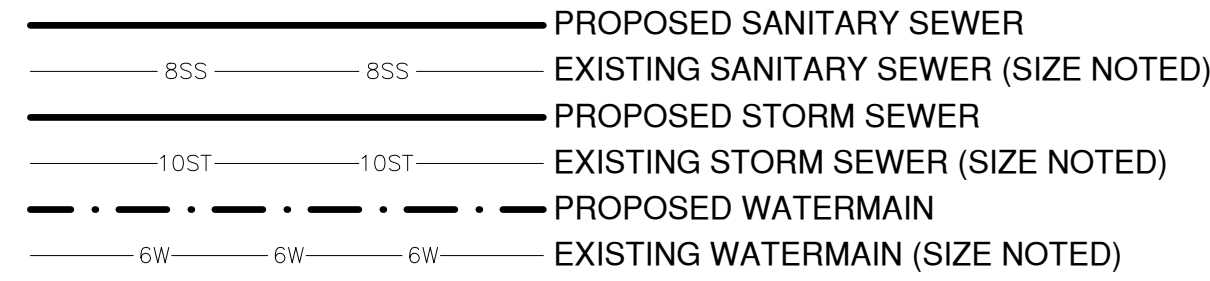 PROPOSED SANITARY SEWER
8SS 8SS EXISTING SANITARY SEWER (SIZE NOTED)
PROPOSED STORM SEWER
10ST 10ST EXISTING STORM SEWER (SIZE NOTED)
PROPOSED WATERMAIN
6W 6W 6W EXISTING WATERMAIN (SIZE NOTED)